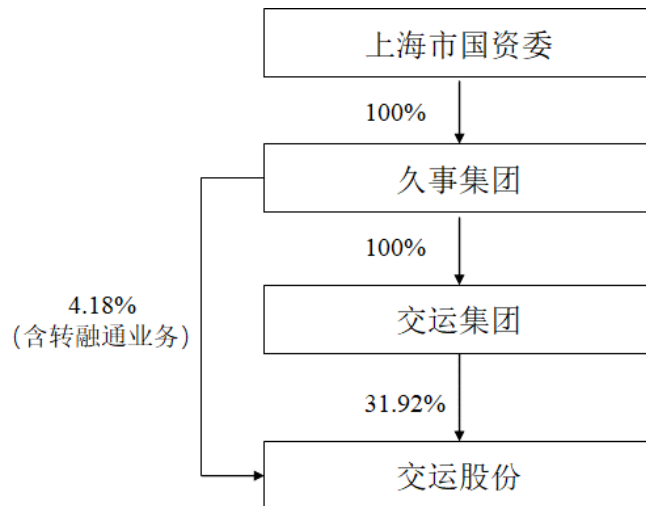 上海市国资委
100%
久事集团
100%
4.18%
(含转融通业务)
交运集团
31.92%
交运股份